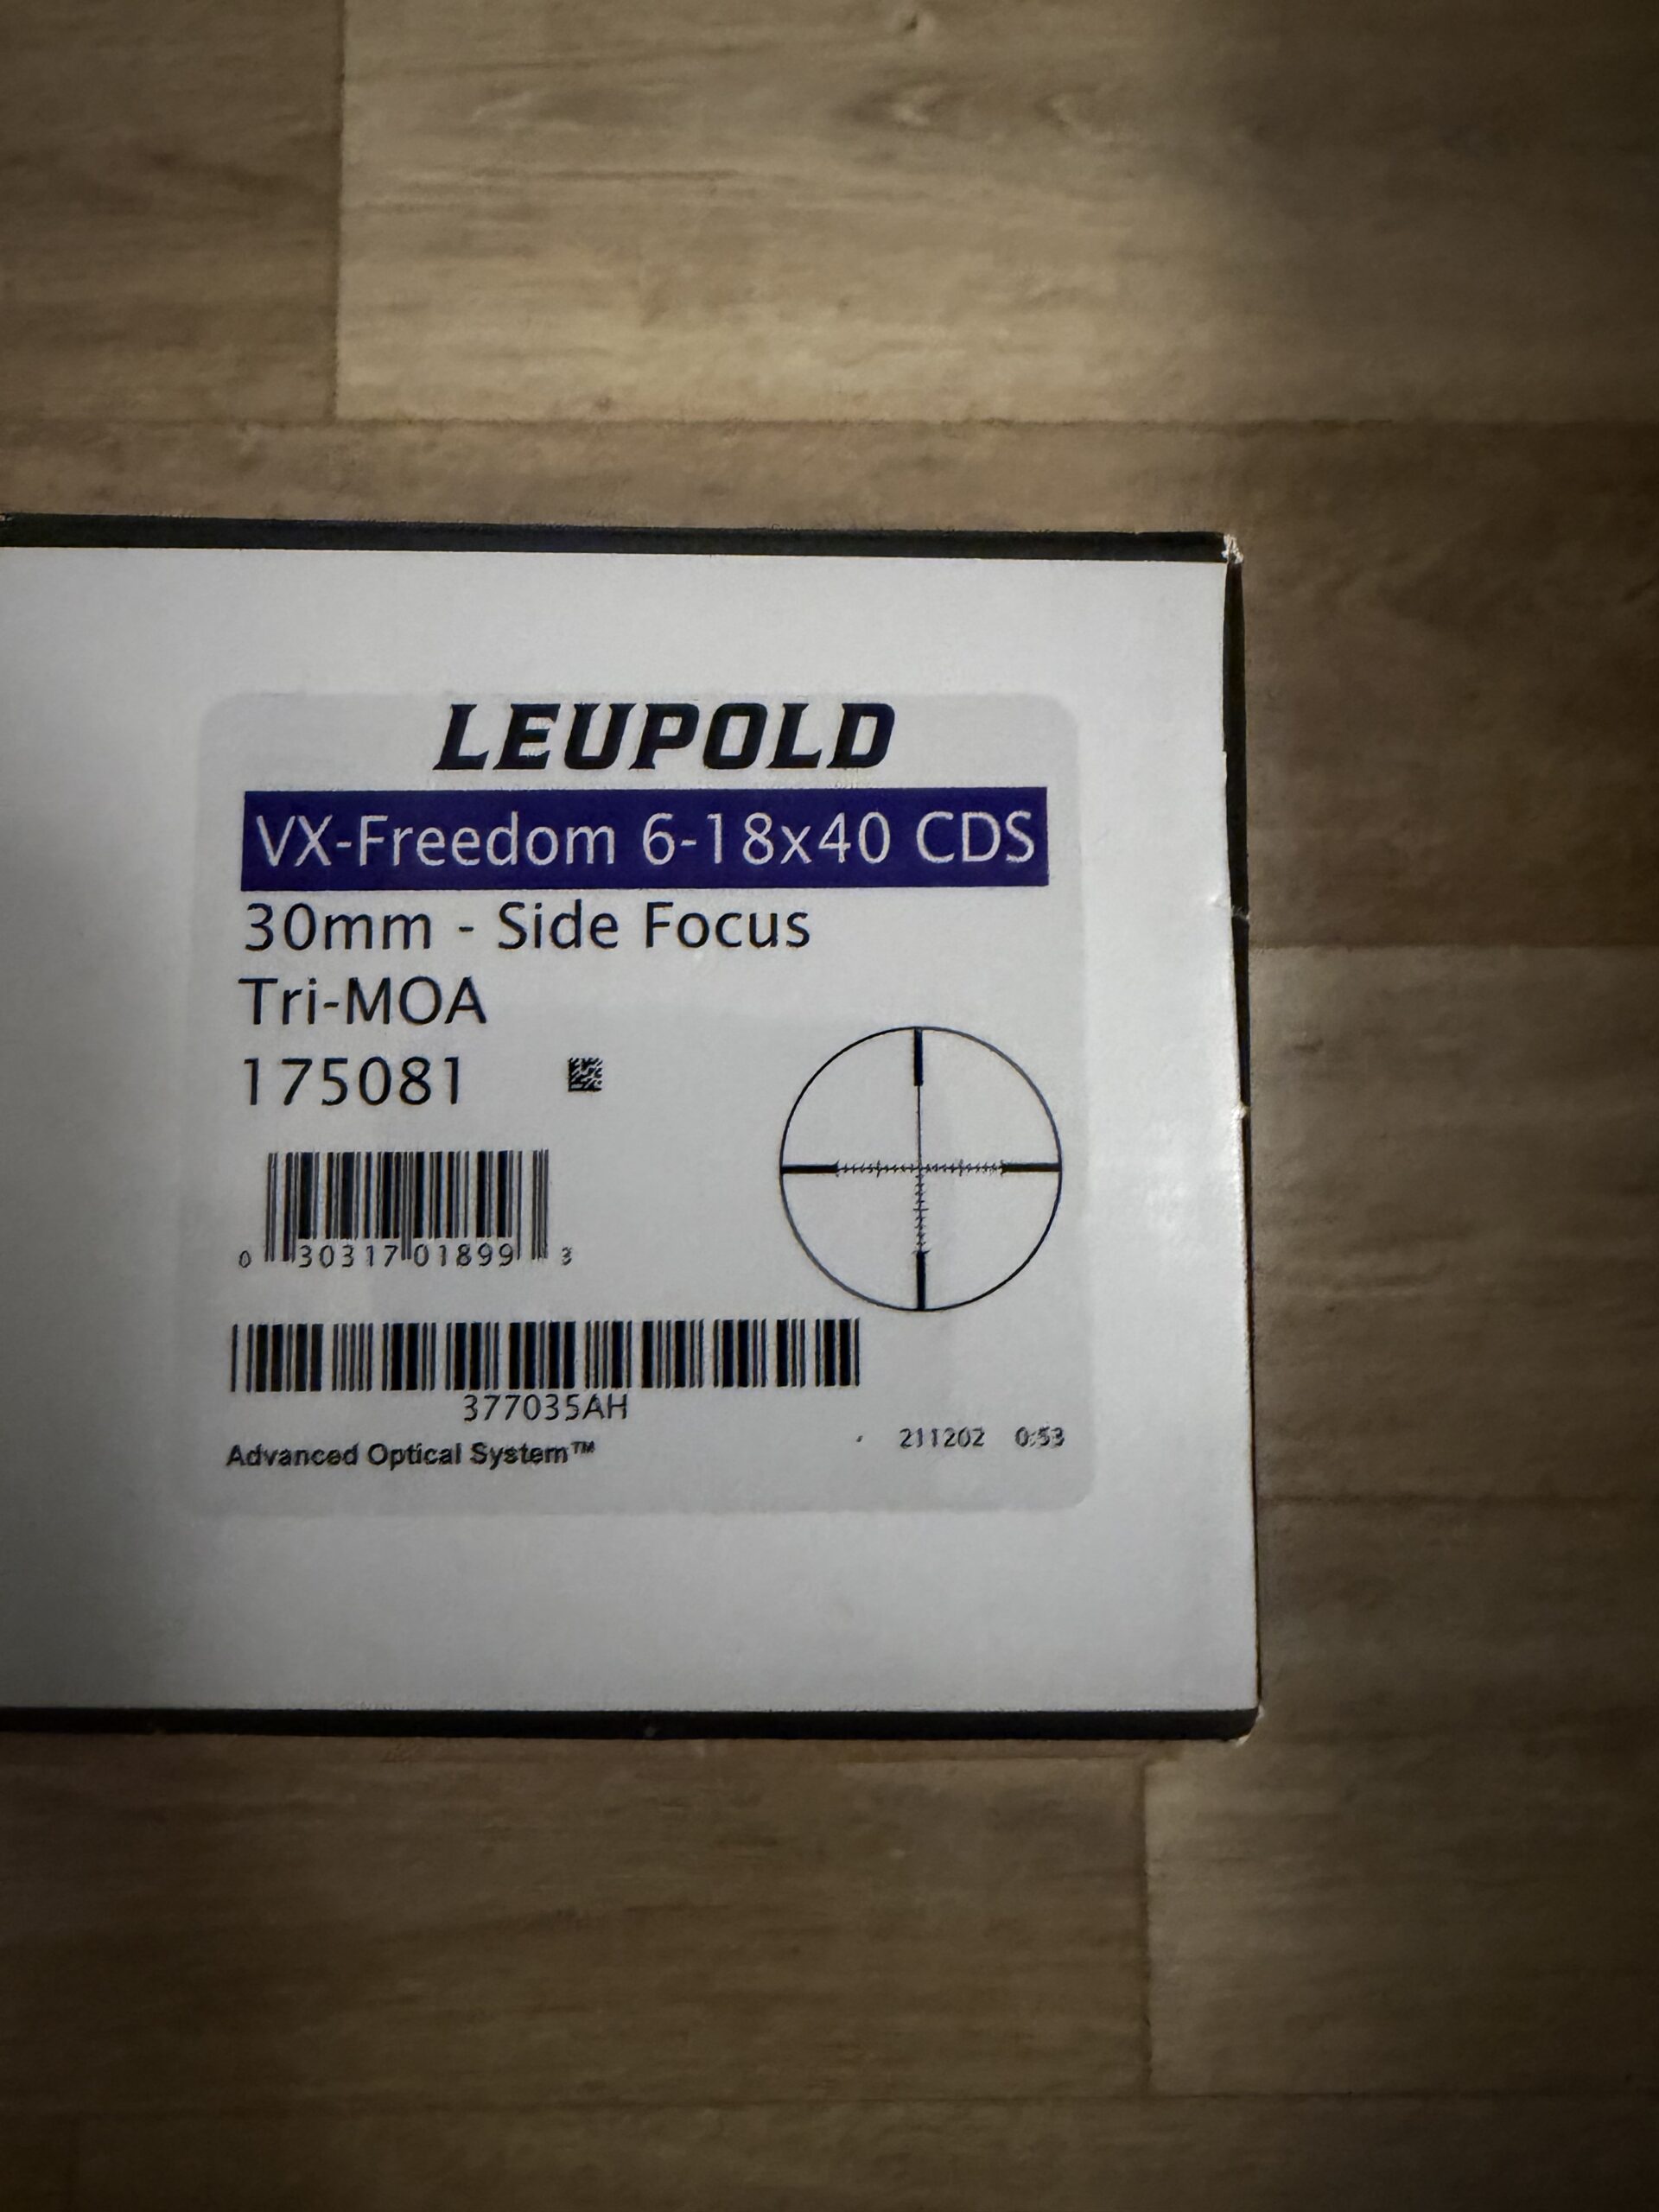 LEUPOLD
VX-Freedom 6-18x40 CDS
30mm - Side Focus
Tri-MOA
175081
0 30317 01899 3
377035AH
Advanced Optical System™
211202 0:53